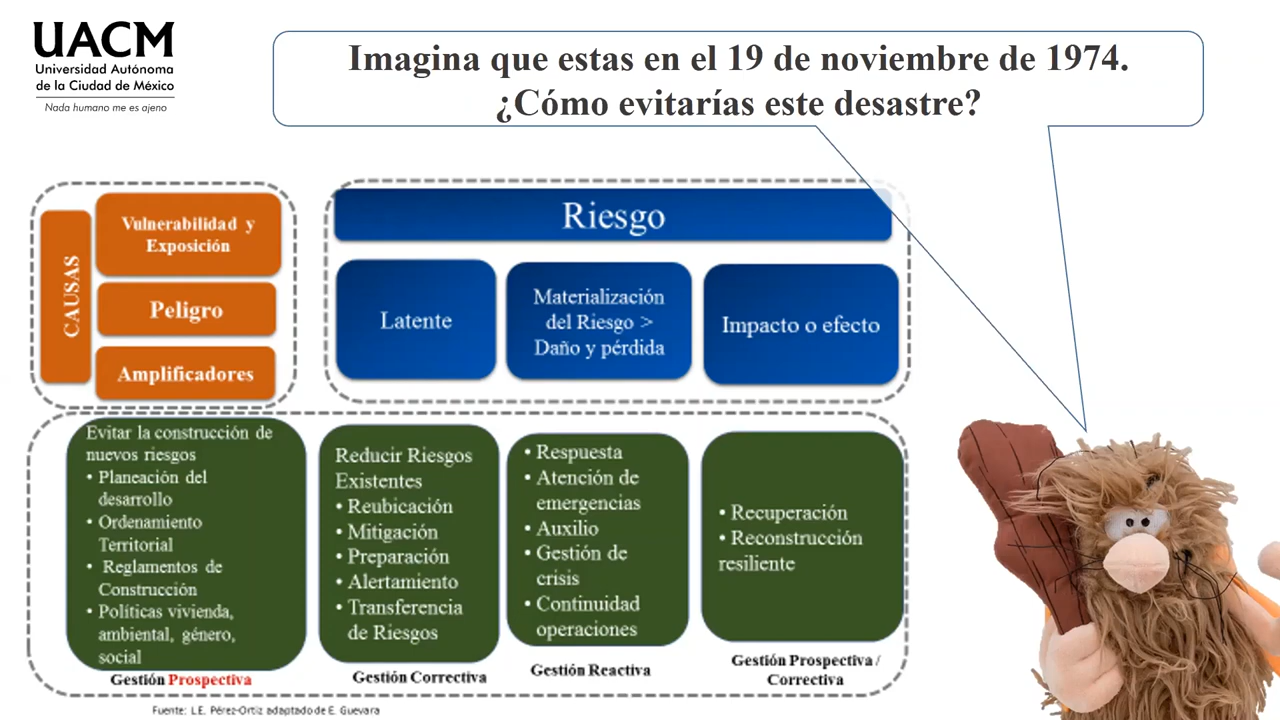 UACM
Universidad Autónoma
de la Ciudad de México
Nada humano me es ajeno
Imagina que estas en el 19 de noviembre de 1974.
¿Cómo evitarías este desastre?
CAUSAS
Vulnerabilidad y
Exposición
Peligro
Amplificadores
Riesgo
Latente
Materialización
del Riesgo >
Daño y pérdida
Impacto o efecto
Evitar la construcción de
nuevos riesgos
• Planeación del
desarrollo
• Ordenamiento
Territorial
• Reglamentos de
Construcción
• Políticas vivienda,
ambiental, género,
social
Gestión Prospectiva
Reducir Riesgos
Existentes
• Reubicación
• Mitigación
• Preparación
• Alertamiento
• Transferencia
de Riesgos
Gestión Correctiva
• Respuesta
• Atención de
emergencias
• Auxilio
• Gestión de
crisis
• Continuidad
operaciones
Gestión Reactiva
• Recuperación
• Reconstrucción
resiliente
Gestión Prospectiva /
Correctiva
Fuente: L.E. Pérez-Ortiz adaptado de E. Guevara